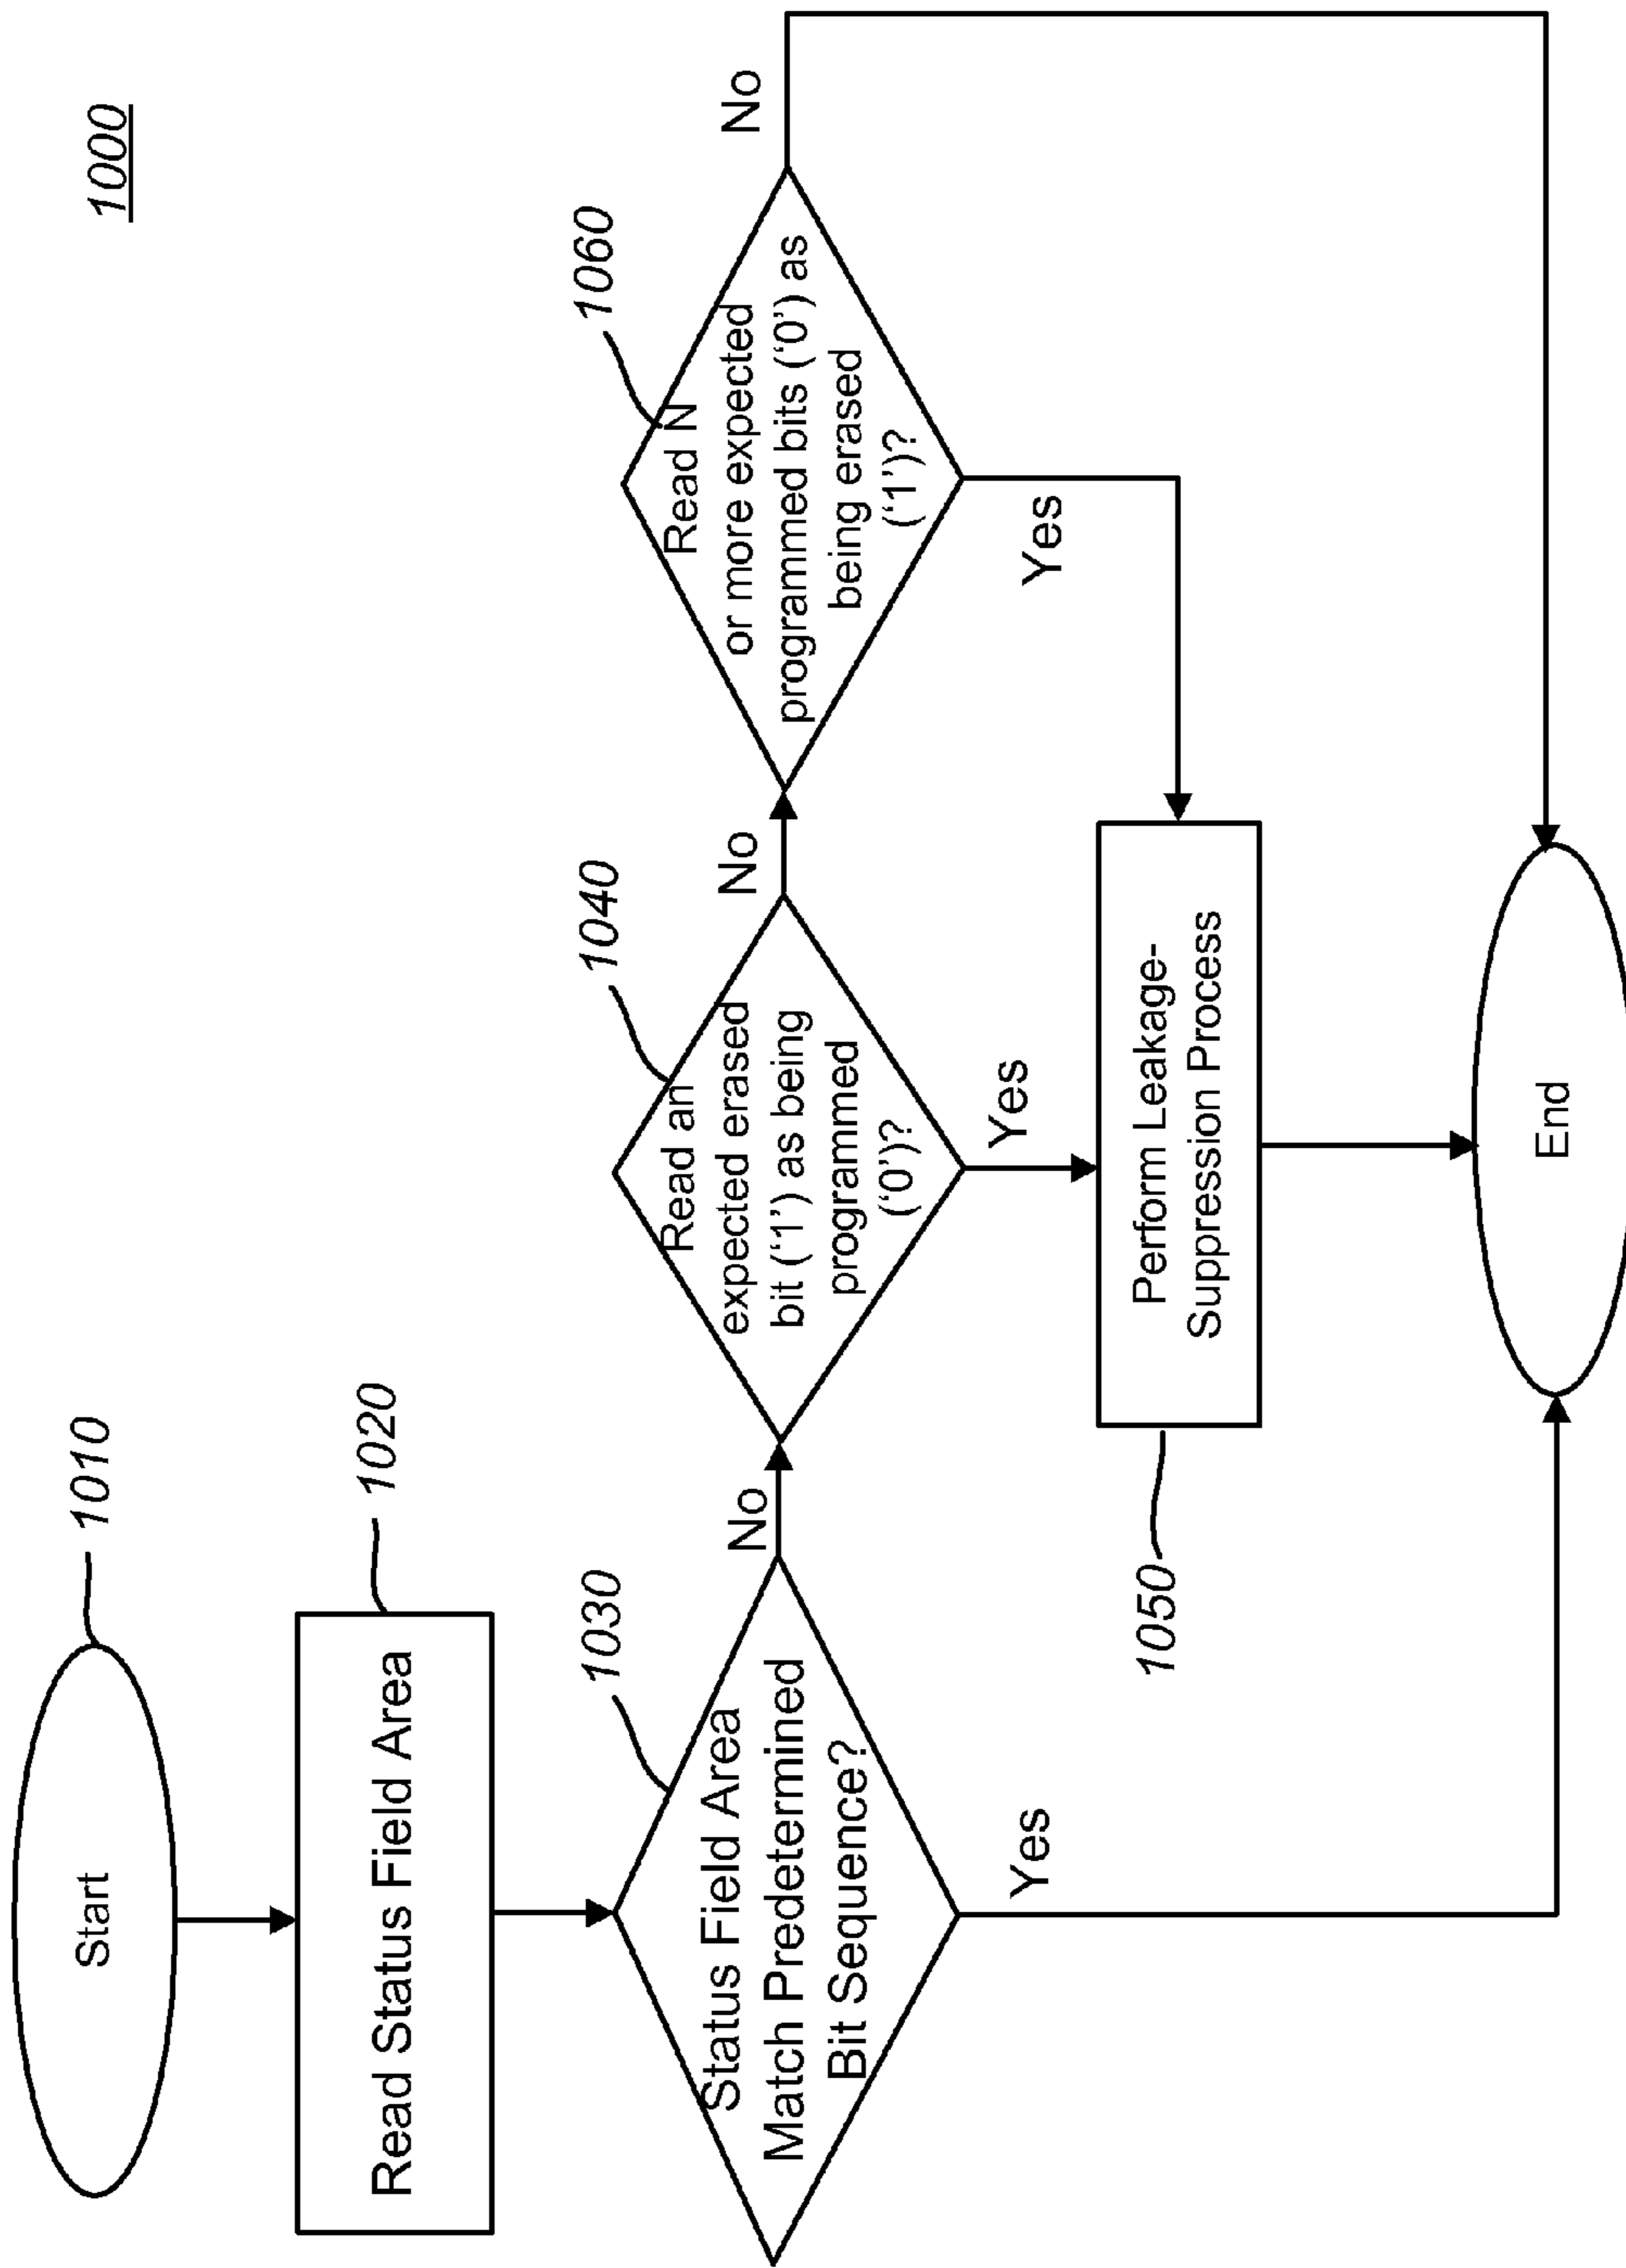 1000
Start
1010
Read Status Field Area
1020
Status Field Area
Match Predetermined
Bit Sequence?
1030
No
Yes
Read an
expected erased
bit (‘1’) as being
programmed
(‘0’)?
1040
No
Yes
Read N
or more expected
programmed bits (‘0’) as
being erased
(‘1’)?
1060
No
Yes
Perform Leakage-
Suppression Process
1050
End